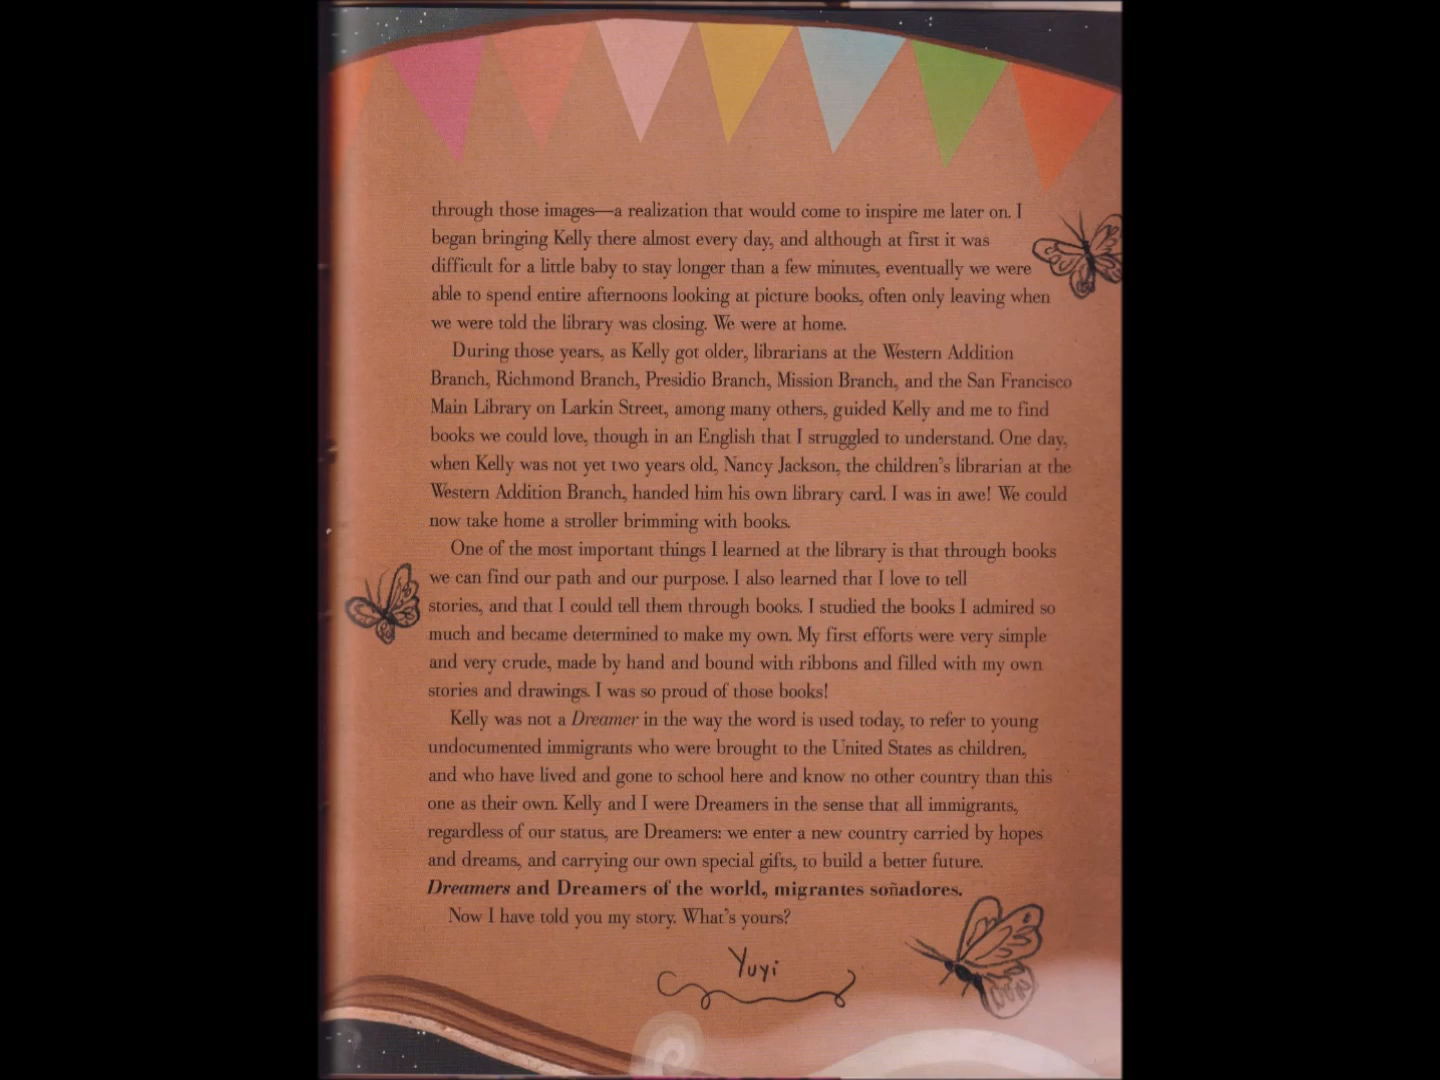 through those images—a realization that would come to inspire me later on. I
began bringing Kelly there almost every day, and although at first it was
difficult for a little baby to stay longer than a few minutes, eventually we were
able to spend entire afternoons looking at picture books, often only leaving when
we were told the library was closing. We were at home.
During those years, as Kelly got older, librarians at the Western Addition
Branch, Richmond Branch, Presidio Branch, Mission Branch, and the San Francisco
Main Library on Larkin Street, among many others, guided Kelly and me to find
books we could love, though in an English that I struggled to understand. One day,
when Kelly was not yet two years old, Nancy Jackson, the children's librarian at the
Western Addition Branch, handed him his own library card. I was in awe! We could
now take home a stroller brimming with books.
One of the most important things I learned at the library is that through books
we can find our path and our purpose. I also learned that I love to tell
stories, and that I could tell them through books. I studied the books I admired so
much and became determined to make my own. My first efforts were very simple
and very crude, made by hand and bound with ribbons and filled with my own
stories and drawings. I was so proud of those books!
Kelly was not a Dreamer in the way the word is used today, to refer to young
undocumented immigrants who were brought to the United States as children,
and who have lived and gone to school here and know no other country than this
one as their own. Kelly and I were Dreamers in the sense that all immigrants,
regardless of our status, are Dreamers: we enter a new country carried by hopes
and dreams, and carrying our own special gifts, to build a better future.
Dreamers and Dreamers of the world, migrantes soñadores.
Now I have told you my story. What's yours?
Yuyi